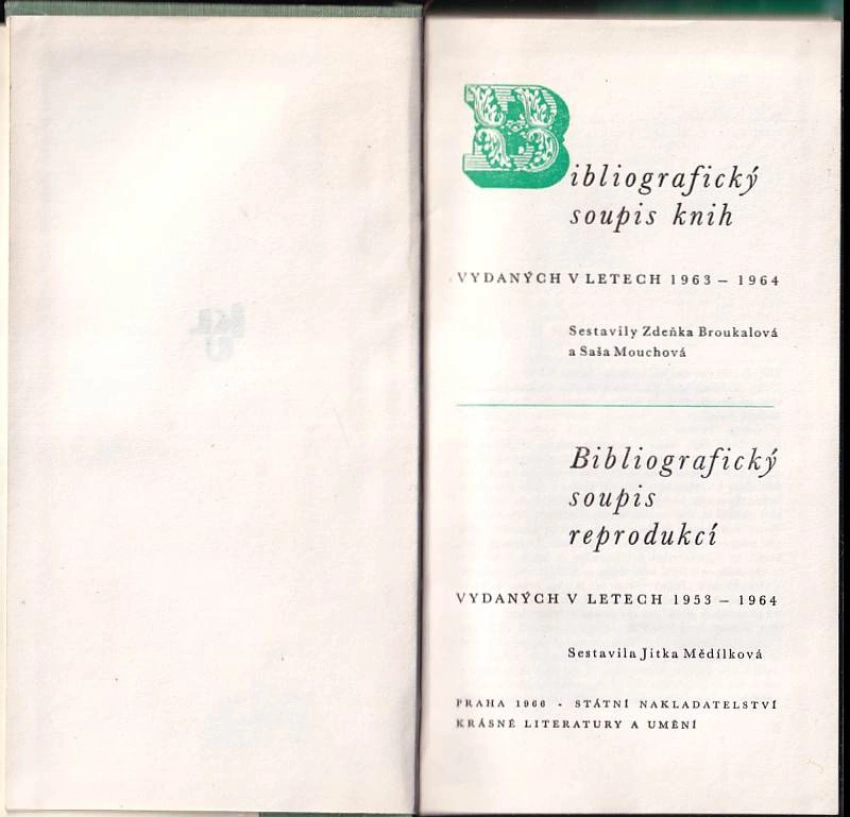 Bibliografický
soupis knih
VYDANÝCH V LETECH 1963 – 1964
Sestavily Zdeňka Broukalová
a Saša Mouchová
Bibliografický
soupis
reprodukcí
VYDANÝCH V LETECH 1953 – 1964
Sestavila Jitka Mědílková
PRAHA 1966 · STÁTNÍ NAKLADATELSTVÍ
KRÁSNÉ LITERATURY A UMĚNÍ